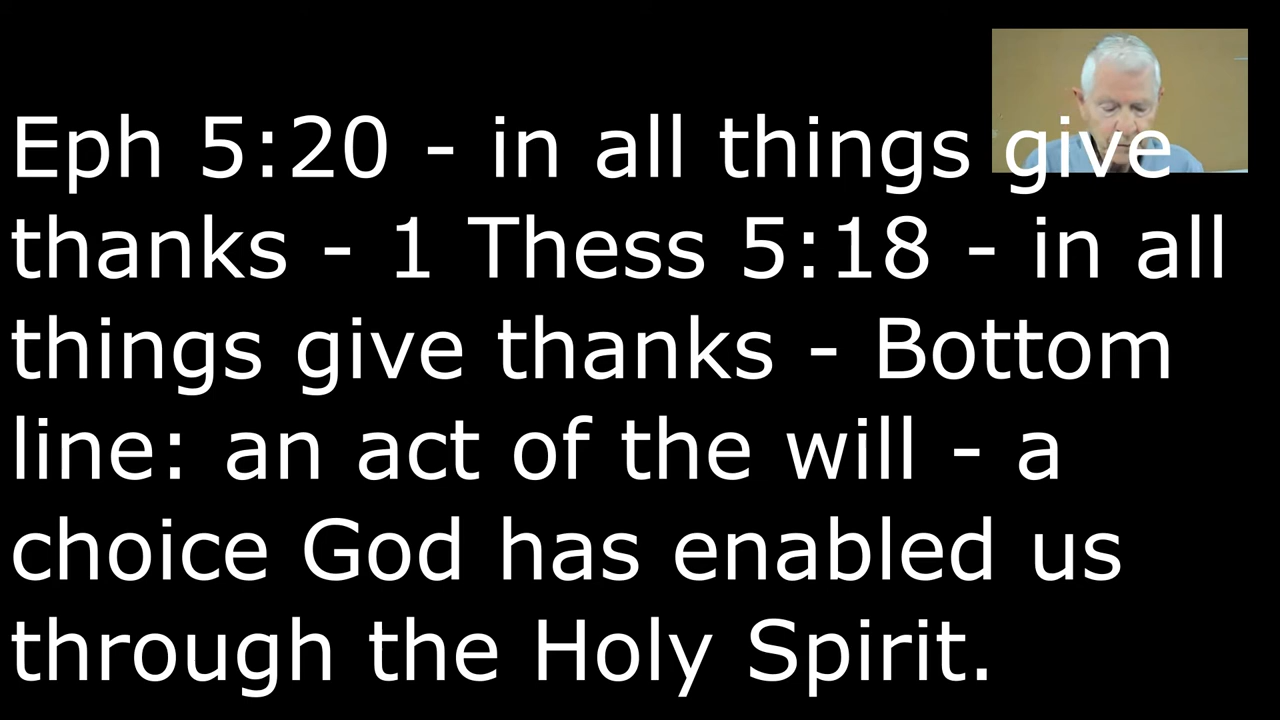 Eph 5:20 - in all things give
thanks - 1 Thess 5:18 - in all
things give thanks - Bottom
line: an act of the will - a
choice God has enabled us
through the Holy Spirit.